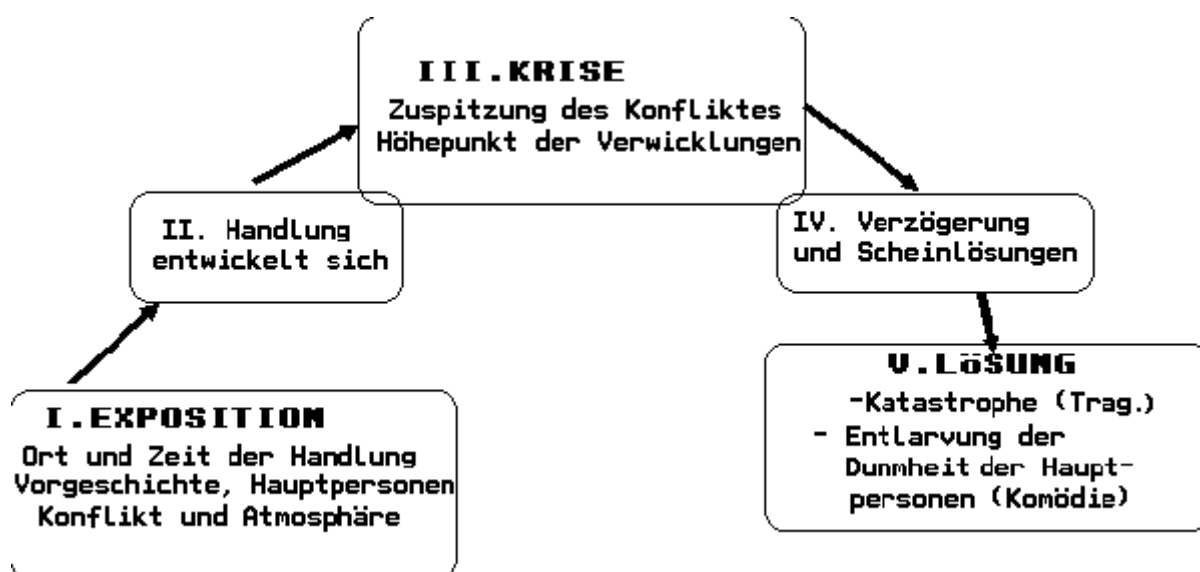 III.KRISE
Zuspitzung des Konfliktes
Höhepunkt der Verwicklungen
II. Handlung
entwickelt sich
IV. Verzögerung
und Scheinlösungen
I.EXPOSITION
Ort und Zeit der Handlung
Vorgeschichte, Hauptpersonen
Konflikt und Atmosphäre
V.LÖSUNG
-Katastrophe (Trag.)
- Entlarvung der
Dummheit der Haupt-
personen (Komödie)